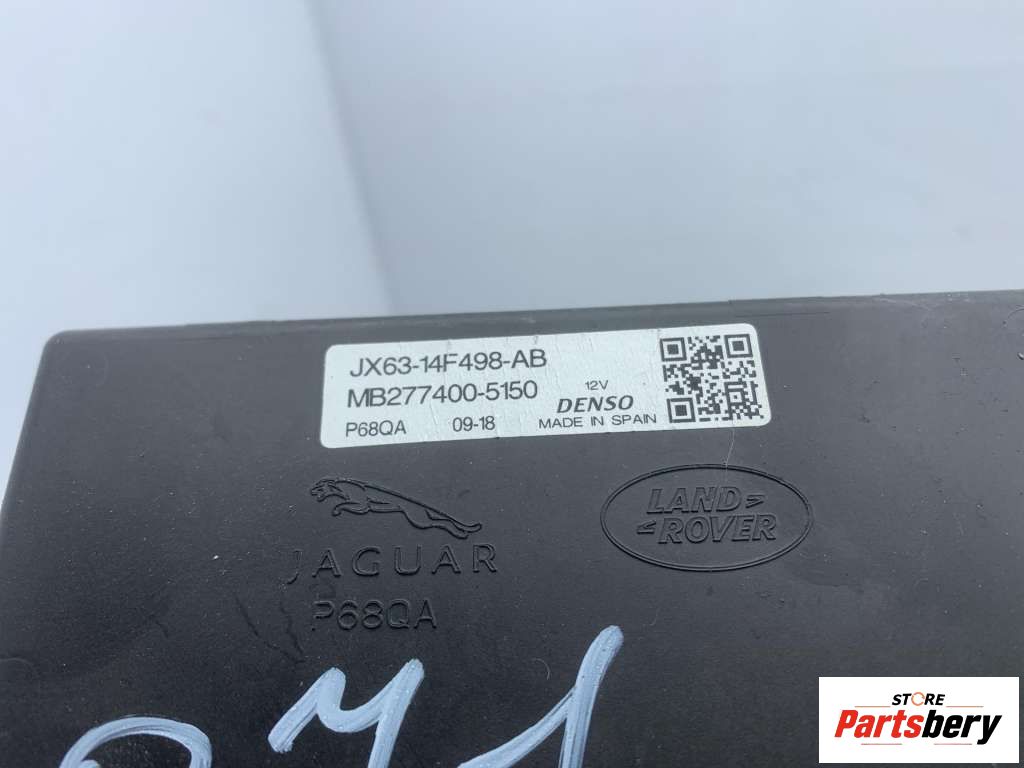 JX63-14F498-AB
MB277400-5150
12V
DENSO
P68QA 09-18 MADE IN SPAIN
JAGUAR
LAND
ROVER
P68QA
STORE
Partsbery